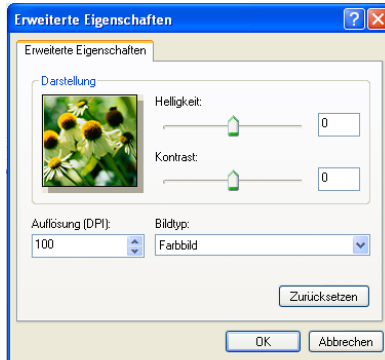 Erweiterte Eigenschaften
Erweiterte Eigenschaften
Darstellung
Helligkeit:
0
Kontrast:
0
Auflösung (DPI):
Bildtyp:
100
Farbbild
Zurücksetzen
OK
Abbrechen